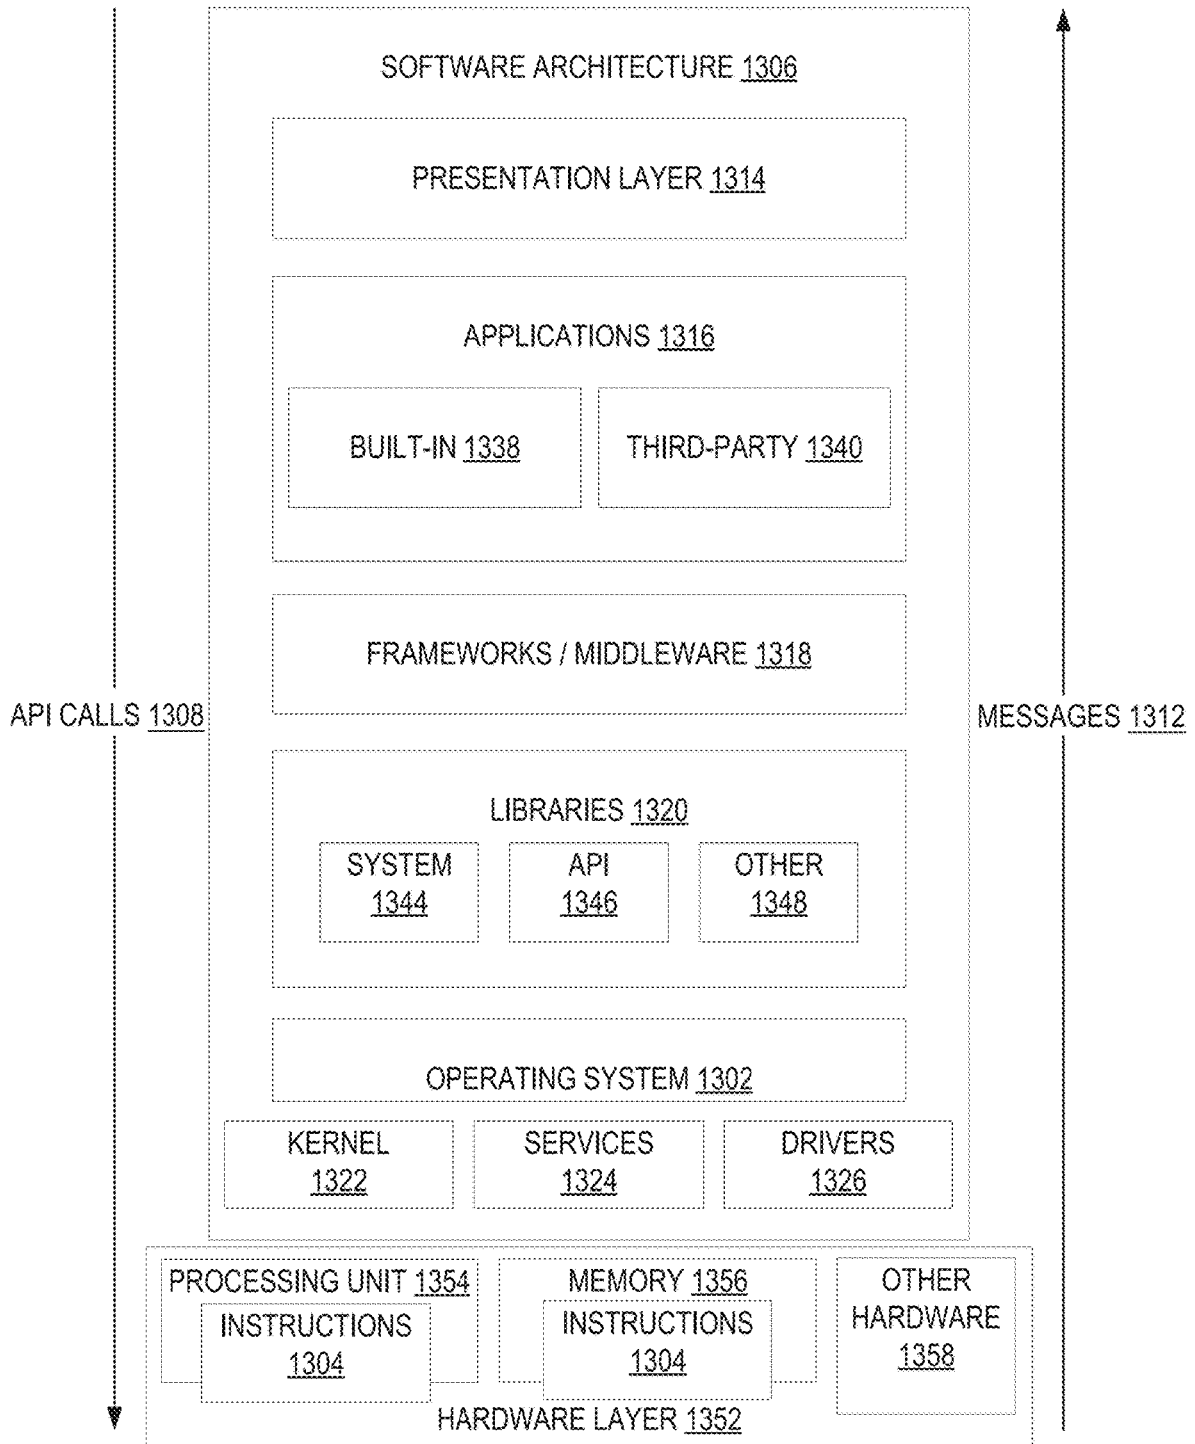 SOFTWARE ARCHITECTURE 1306
PRESENTATION LAYER 1314
APPLICATIONS 1316
BUILT-IN 1338
THIRD-PARTY 1340
FRAMEWORKS / MIDDLEWARE 1318
API CALLS 1308
MESSAGES 1312
LIBRARIES 1320
SYSTEM
1344
API
1346
OTHER
1348
OPERATING SYSTEM 1302
KERNEL
1322
SERVICES
1324
DRIVERS
1326
PROCESSING UNIT 1354
INSTRUCTIONS
1304
MEMORY 1356
INSTRUCTIONS
1304
OTHER
HARDWARE
1358
HARDWARE LAYER 1352